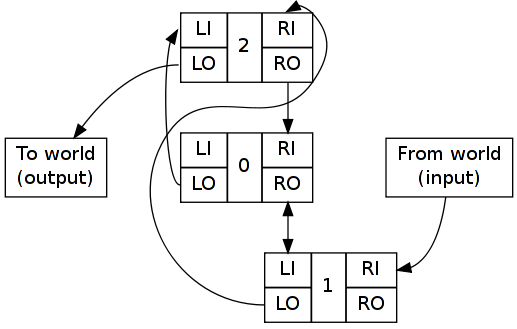 LI 2 RI
LO RO
To world
(output)
LI 0 RI
LO RO
From world
(input)
LI 1 RI
LO RO